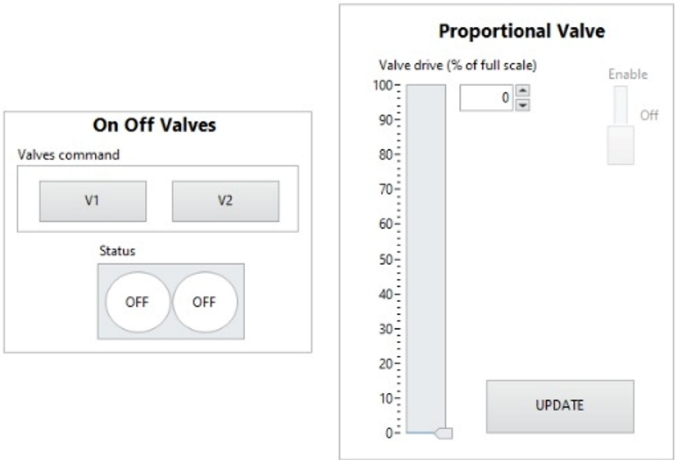 On Off Valves
Valves command
V1
V2
Status
OFF
OFF
Proportional Valve
Valve drive (% of full scale)
0
Enable
Off
100
90
80
70
60
50
40
30
20
10
0
UPDATE